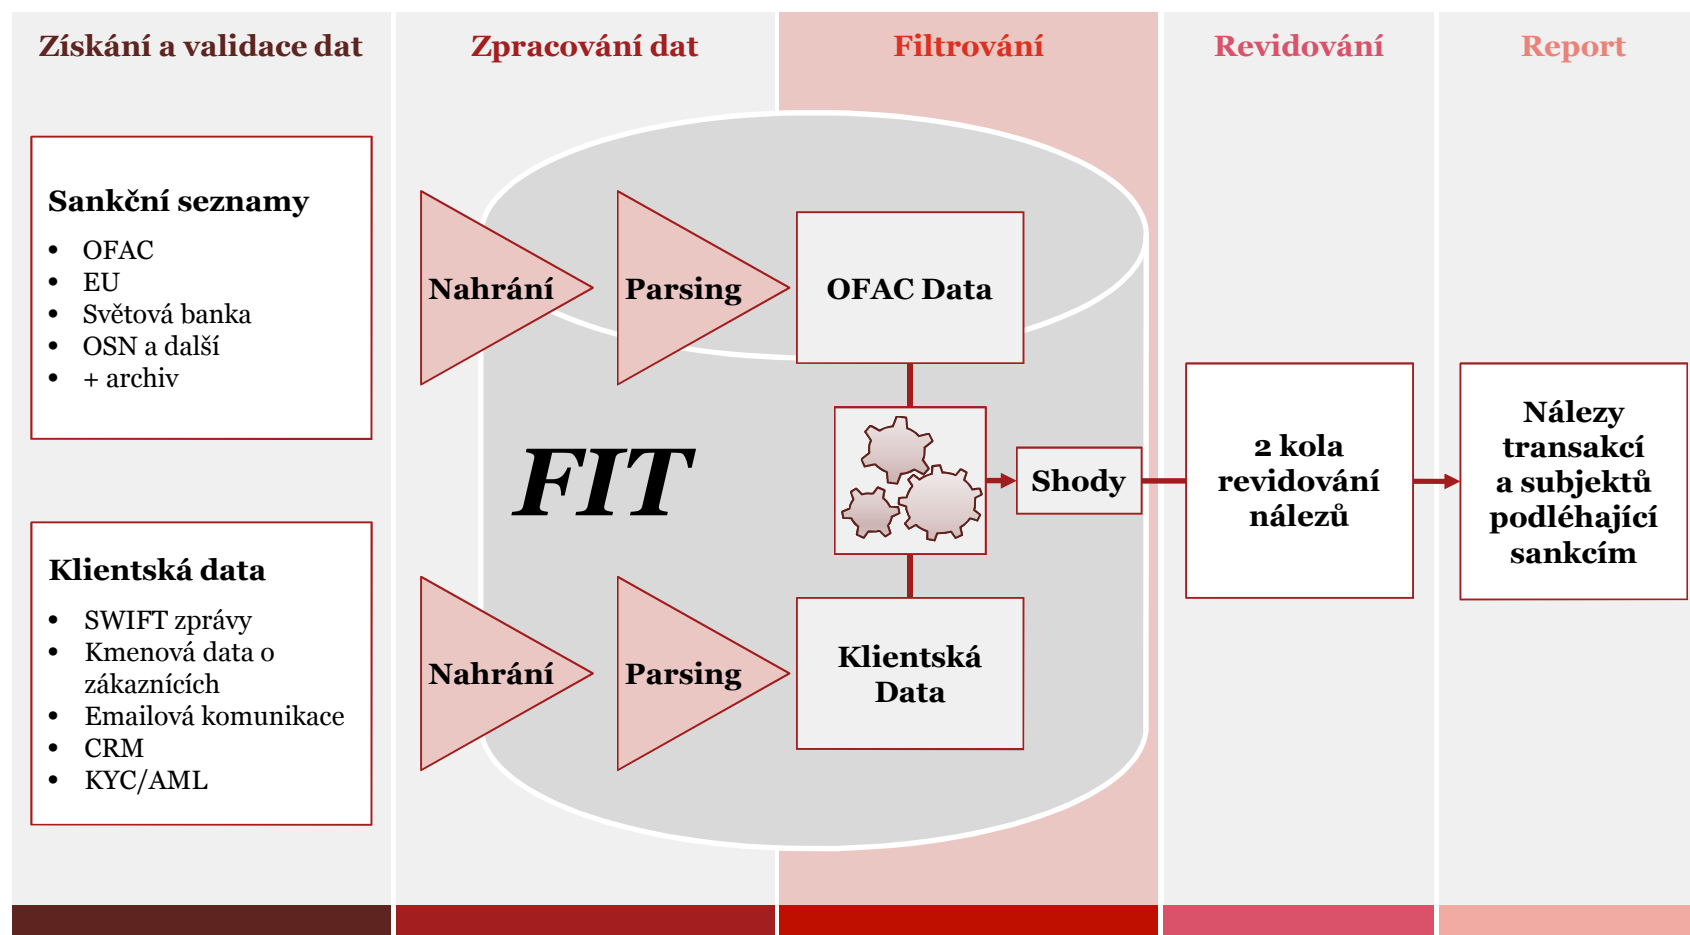 Získání a validace dat
Zpracování dat
Filtrování
Revidování
Report
Sankční seznamy
• OFAC
• EU
• Světová banka
• OSN a další
• + archiv
Klientská data
• SWIFT zprávy
• Kmenová data o
zákaznících
• Emailová komunikace
• CRM
• KYC/AML
Nahrání
Parsing
OFAC Data
FIT
Shody
Nahrání
Parsing
Klientská
Data
2 kola
revidování
nálezů
Nálezy
transakcí
a subjektů
podléhající
sankcím